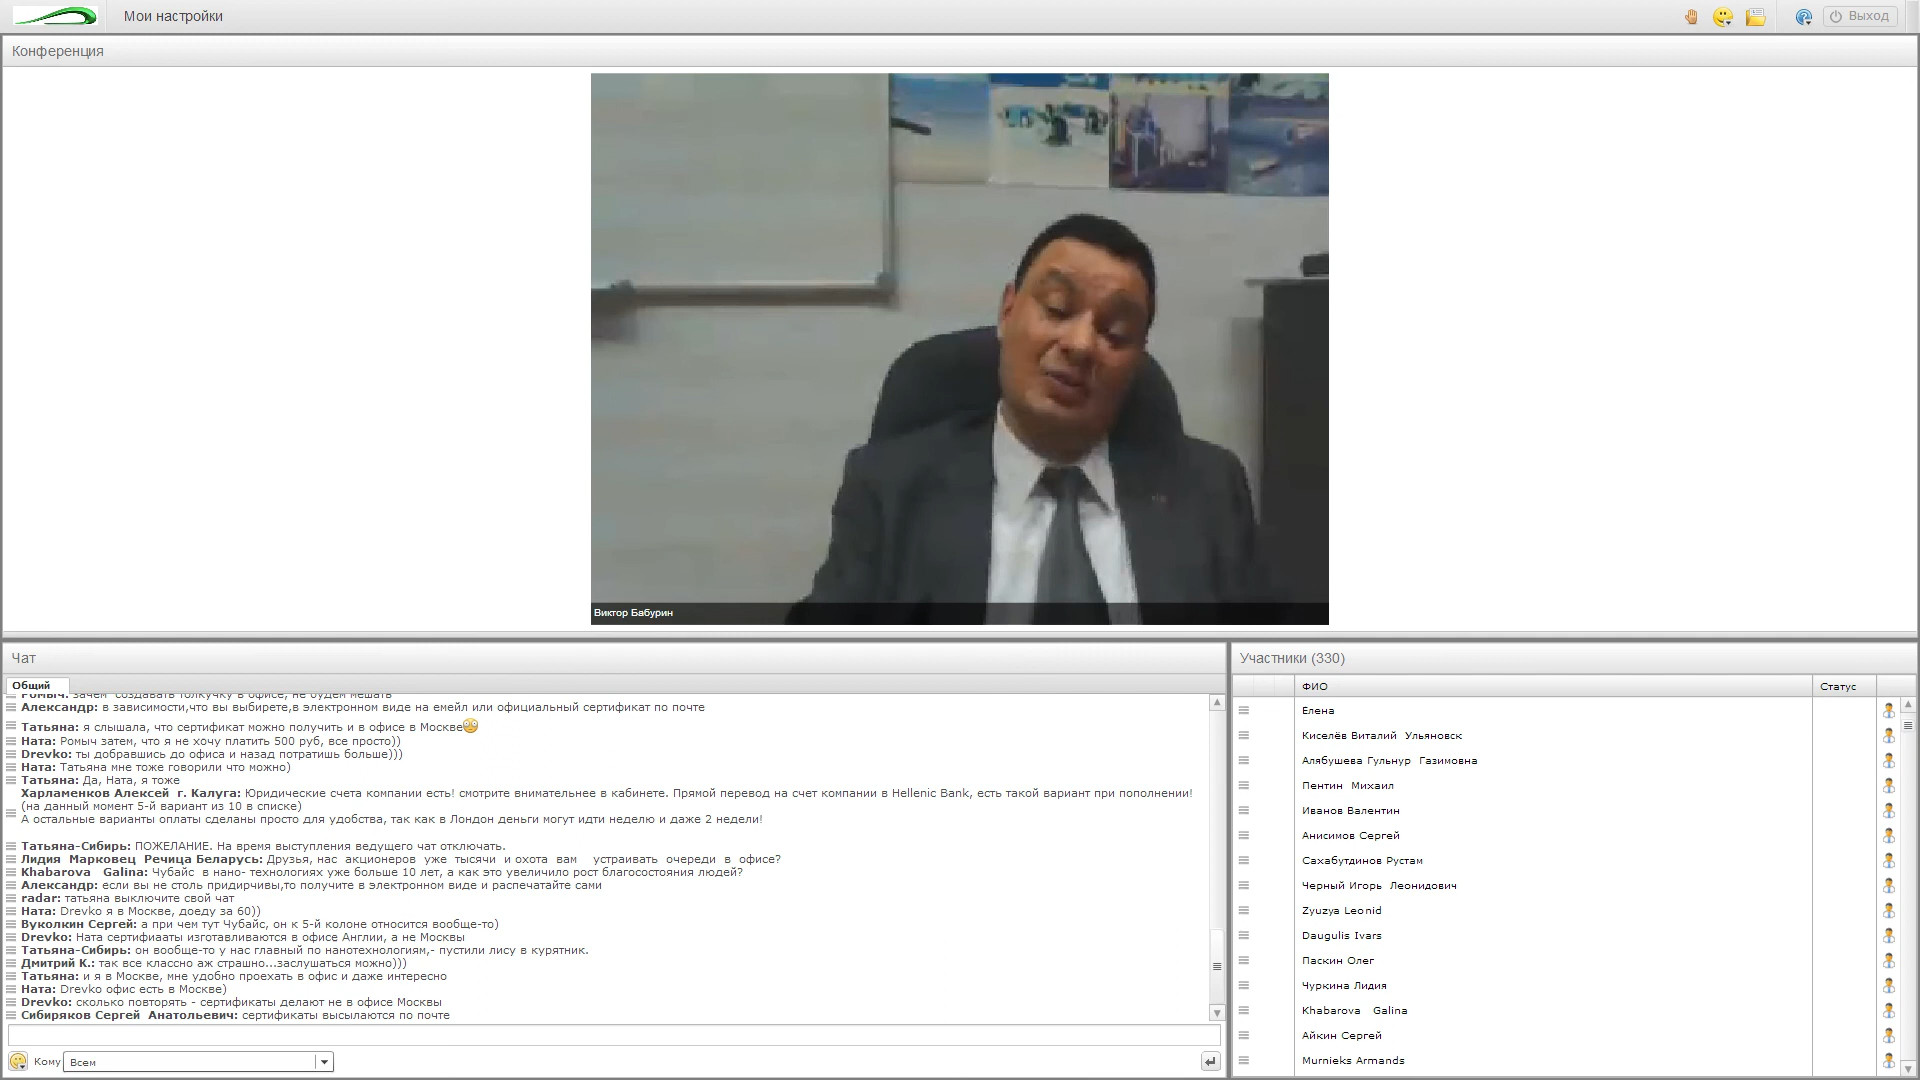 Мои настройки
Выход
Конференция
Виктор Бабурин
Чат
Общий
Ромыч: зачем создавать толкучку в офисе, не будем мешать
Александр: в зависимости,что вы выбирете,в электронном виде на емейл или официальный сертификат по почте
Татьяна: я слышала, что сертификат можно получить и в офисе в Москве
Ната: Ромыч затем, что я не хочу платить 500 руб, все просто))
Drevko: ты добравшись до офиса и назад потратишь больше)))
Ната: Татьяна мне тоже говорили что можно)
Татьяна: Да, Ната, я тоже
Харламенков Алексей г. Калуга: Юридические счета компании есть! смотрите внимательнее в кабинете. Прямой перевод на счет компании в Hellenic Bank, есть такой вариант при пополнении!
(на данный момент 5-й вариант из 10 в списке)
А остальные варианты оплаты сделаны просто для удобства, так как в Лондон деньги могут идти неделю и даже 2 недели!
Татьяна-Сибирь: ПОЖЕЛАНИЕ. На время выступления ведущего чат отключать.
Лидия Марковец Речица Беларусь: Друзья, нас акционеров уже тысячи и охота вам устраивать очереди в офисе?
Khabarova Galina: Чубайс в нано- технологиях уже больше 10 лет, а как это увеличило рост благосостояния людей?
Александр: если вы не столь придирчивы,то получите в электронном виде и распечатайте сами
radar: татьяна выключите свой чат
Ната: Drevko я в Москве, доеду за 60))
Вуколкин Сергей: а при чем тут Чубайс, он к 5-й колоне относится вообще-то)
Drevko: Ната сертифиааты изготавливаются в офисе Англии, а не Москвы
Татьяна-Сибирь: он вообще-то у нас главный по нанотехнологиям,- пустили лису в курятник.
Дмитрий К.: так все классно аж страшно...заслушаться можно)))
Татьяна: и я в Москве, мне удобно проехать в офис и даже интересно
Ната: Drevko офис есть в Москве)
Drevko: сколько повторять - сертификаты делают не в офисе Москвы
Сибиряков Сергей Анатольевич: сертификаты высылаются по почте
Кому
Всем
Участники (330)
ФИО
Статус
Елена
Киселёв Виталий Ульяновск
Алябушева Гульнур Газимовна
Пентин Михаил
Иванов Валентин
Анисимов Сергей
Сахабутдинов Рустам
Черный Игорь Леонидович
Zyuzya Leonid
Daugulis Ivars
Паскин Олег
Чуркина Лидия
Khabarova Galina
Айкин Сергей
Murnieks Armands